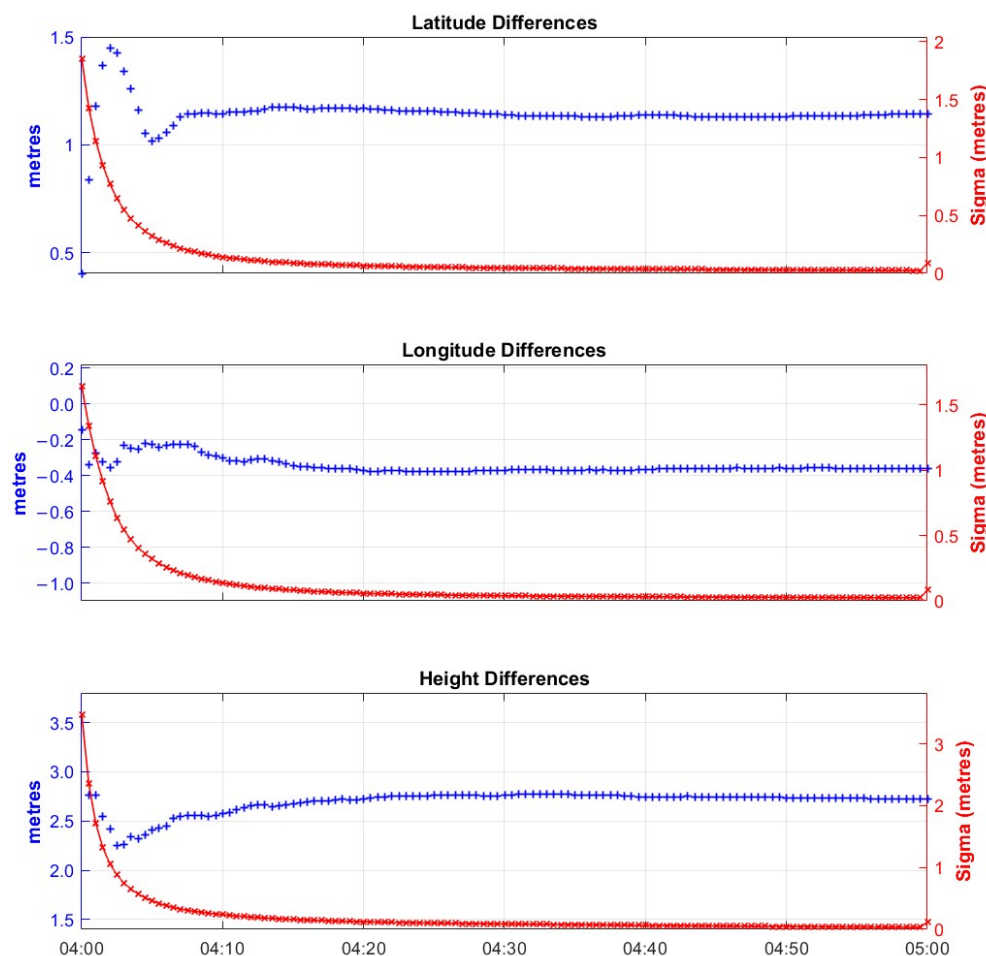 Latitude Differences
1.5
1
0.5
metres
2
1.5
1
0.5
0
Sigma (metres)
Longitude Differences
0.2
0.0
−0.2
−0.4
−0.6
−0.8
−1.0
metres
1.5
1
0.5
0
Sigma (metres)
Height Differences
3.5
3.0
2.5
2.0
1.5
metres
3
2
1
0
Sigma (metres)
04:00 04:10 04:20 04:30 04:40 04:50 05:00